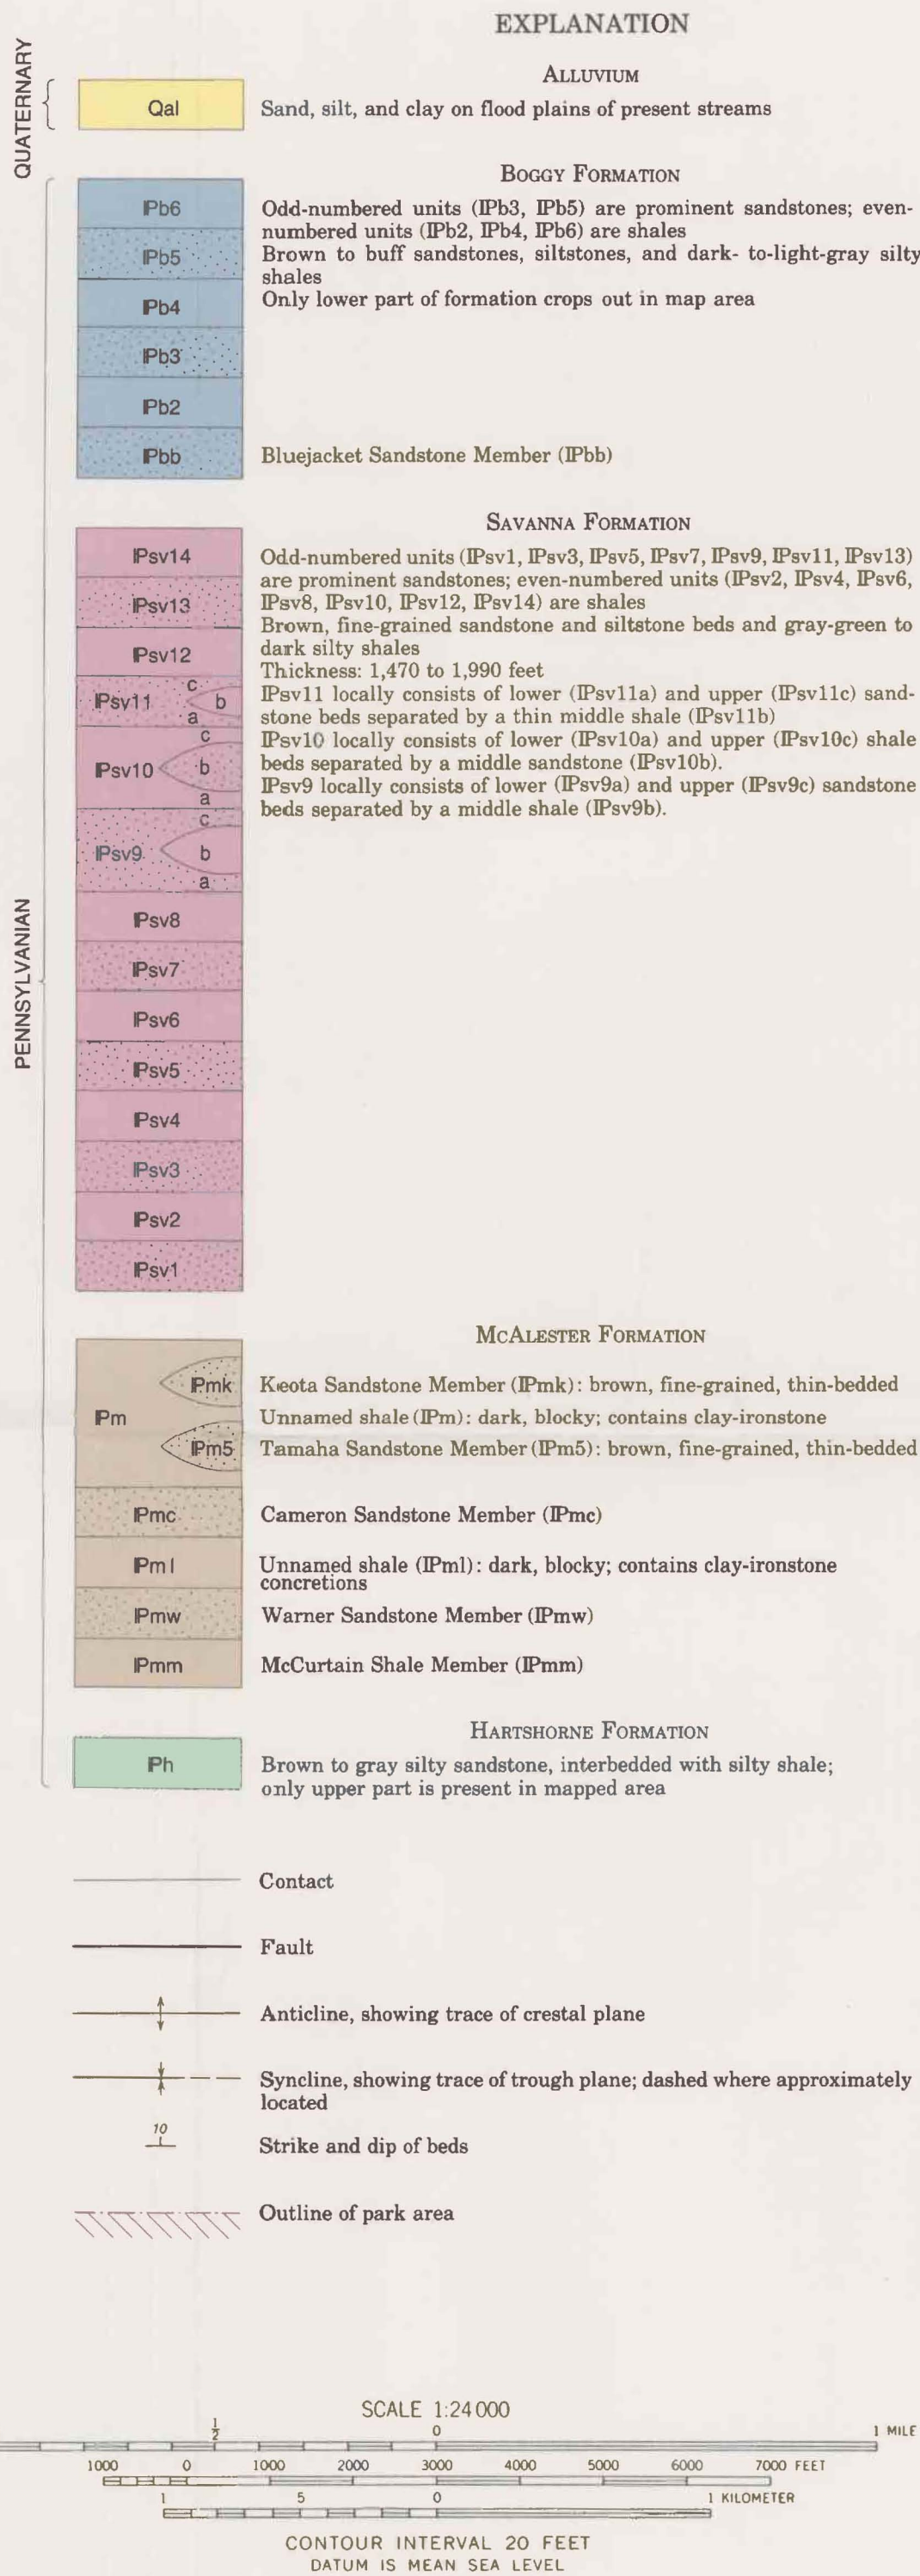 EXPLANATION
QUATERNARY
ALLUVIUM
Qal
Sand, silt, and clay on flood plains of present streams
PENNSYLVANIAN
BOGGY FORMATION
IPb6
Odd-numbered units (IPb3, IPb5) are prominent sandstones; even-
numbered units (IPb2, IPb4, IPb6) are shales
IPb5
Brown to buff sandstones, siltstones, and dark- to-light-gray silty
shales
IPb4
Only lower part of formation crops out in map area
IPb3
IPb2
IPbb
Bluejacket Sandstone Member (IPbb)
SAVANNA FORMATION
IPsv14
Odd-numbered units (IPsv1, IPsv3, IPsv5, IPsv7, IPsv9, IPsv11, IPsv13)
are prominent sandstones; even-numbered units (IPsv2, IPsv4, IPsv6,
IPsv8, IPsv10, IPsv12, IPsv14) are shales
IPsv13
Brown, fine-grained sandstone and siltstone beds and gray-green to
dark silty shales
IPsv12
Thickness: 1,470 to 1,990 feet
IPsv11 c b a
IPsv11 locally consists of lower (IPsv11a) and upper (IPsv11c) sand-
stone beds separated by a thin middle shale (IPsv11b)
IPsv10 c b a
IPsv10 locally consists of lower (IPsv10a) and upper (IPsv10c) shale
beds separated by a middle sandstone (IPsv10b).
IPsv9 locally consists of lower (IPsv9a) and upper (IPsv9c) sandstone
beds separated by a middle shale (IPsv9b).
IPsv9 c b a
IPsv8
IPsv7
IPsv6
IPsv5
IPsv4
IPsv3
IPsv2
IPsv1
MCALESTER FORMATION
IPmk
Keota Sandstone Member (IPmk): brown, fine-grained, thin-bedded
IPm
Unnamed shale (IPm): dark, blocky; contains clay-ironstone
IPm5
Tamaha Sandstone Member (IPm5): brown, fine-grained, thin-bedded
IPmc
Cameron Sandstone Member (IPmc)
IPml
Unnamed shale (IPml): dark, blocky; contains clay-ironstone
concretions
IPmw
Warner Sandstone Member (IPmw)
IPmm
McCurtain Shale Member (IPmm)
HARTSHORNE FORMATION
IPh
Brown to gray silty sandstone, interbedded with silty shale;
only upper part is present in mapped area
Contact
Fault
Anticline, showing trace of crestal plane
Syncline, showing trace of trough plane; dashed where approximately
located
10
Strike and dip of beds
Outline of park area
SCALE 1:24 000
1/2 0 1 MILE
1000 0 1000 2000 3000 4000 5000 6000 7000 FEET
1 5 0 1 KILOMETER
CONTOUR INTERVAL 20 FEET
DATUM IS MEAN SEA LEVEL